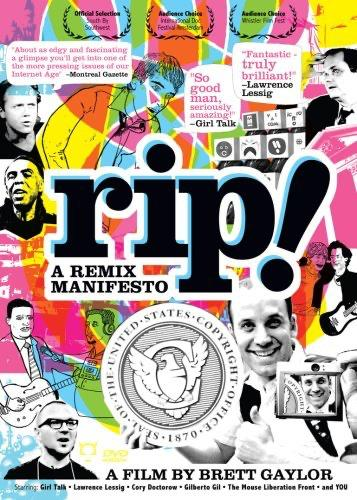 Official Selection
South By
Southwest
Audience Choice
International Doc
Festival Amsterdam
Audience Choice
Whistler Film Fest
"About as edgy and fascinating
a glimpse you'll get into one of
the more pressing issues of our
Internet Age" –Montreal Gazette
"Fantastic -
truly
brilliant!"
–Lawrence
Lessig
"So
good
man,
seriously
amazing!"
–Girl Talk
rip!
A REMIX
MANIFESTO
SEAL OF THE UNITED STATES COPYRIGHT OFFICE
1870
COPYRIGHT
DVD
A FILM BY BRETT GAYLOR
Starring: Girl Talk • Lawrence Lessig • Cory Doctorow • Gilberto Gil • The Mouse Liberation Front • and YOU